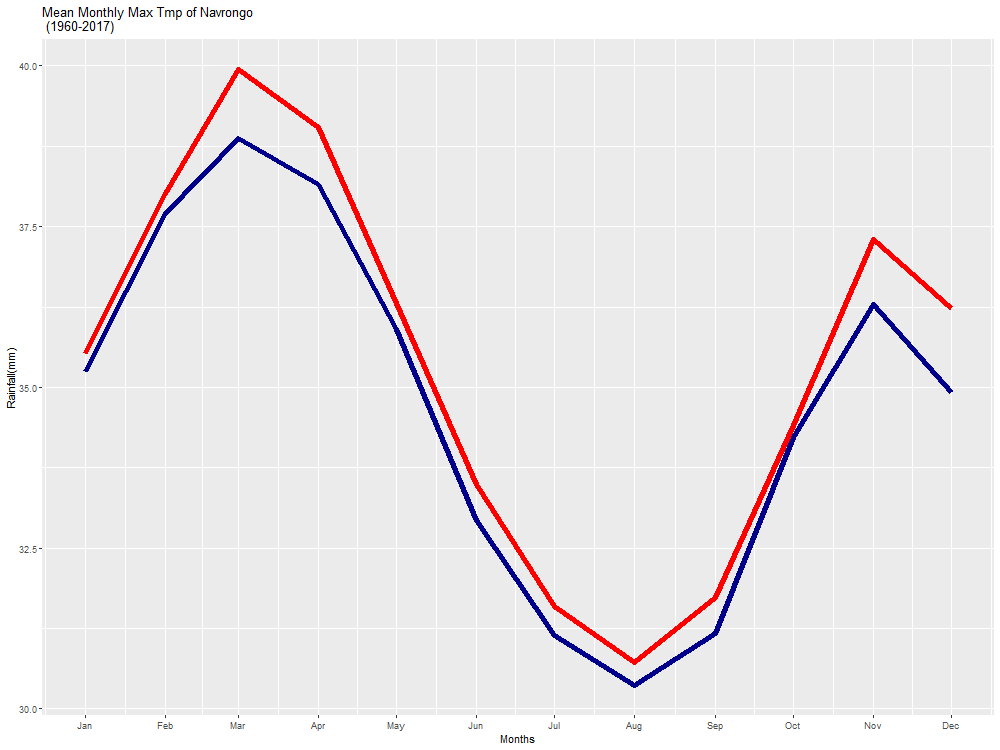 Mean Monthly Max Tmp of Navrongo
(1960-2017)
40.0
37.5
35.0
32.5
30.0
Rainfall(mm)
Jan Feb Mar Apr May Jun Jul Aug Sep Oct Nov Dec
Months